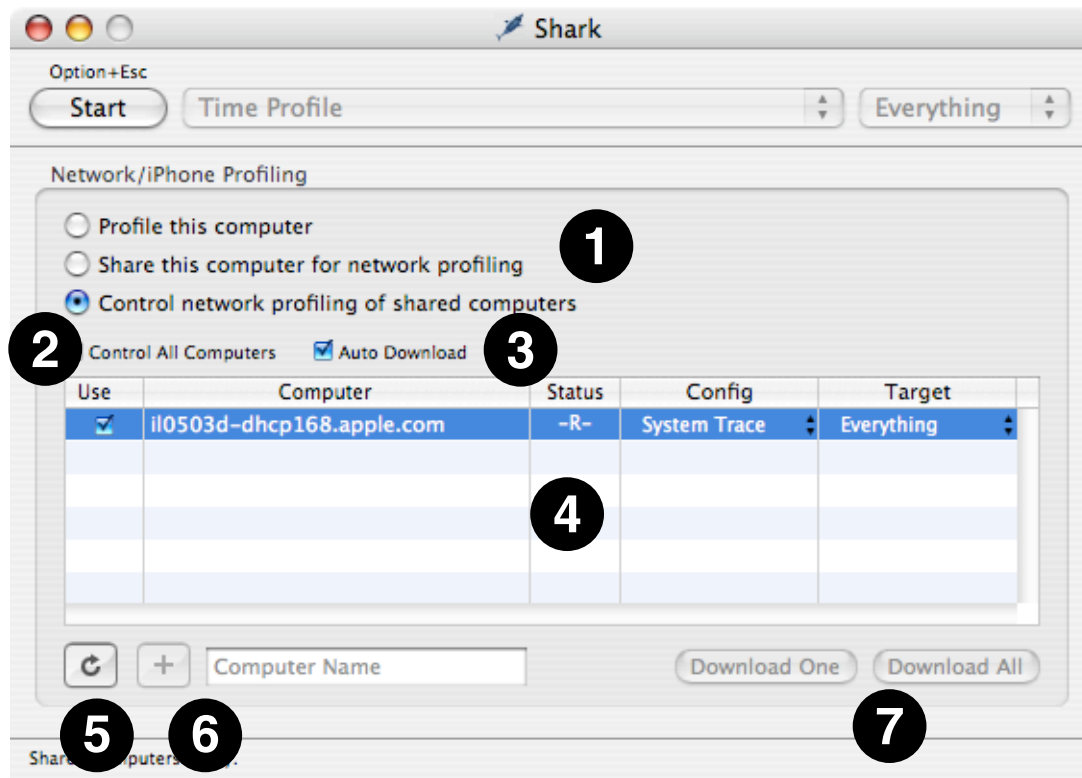 Shark
Option+Esc
Start Time Profile Everything
Network/iPhone Profiling
Profile this computer
1
Share this computer for network profiling
Control network profiling of shared computers
2 Control All Computers Auto Download 3
Use Computer Status Config Target
il0503d-dhcp168.apple.com -R- System Trace Everything
4
+ Computer Name Download One Download All
5 6 7